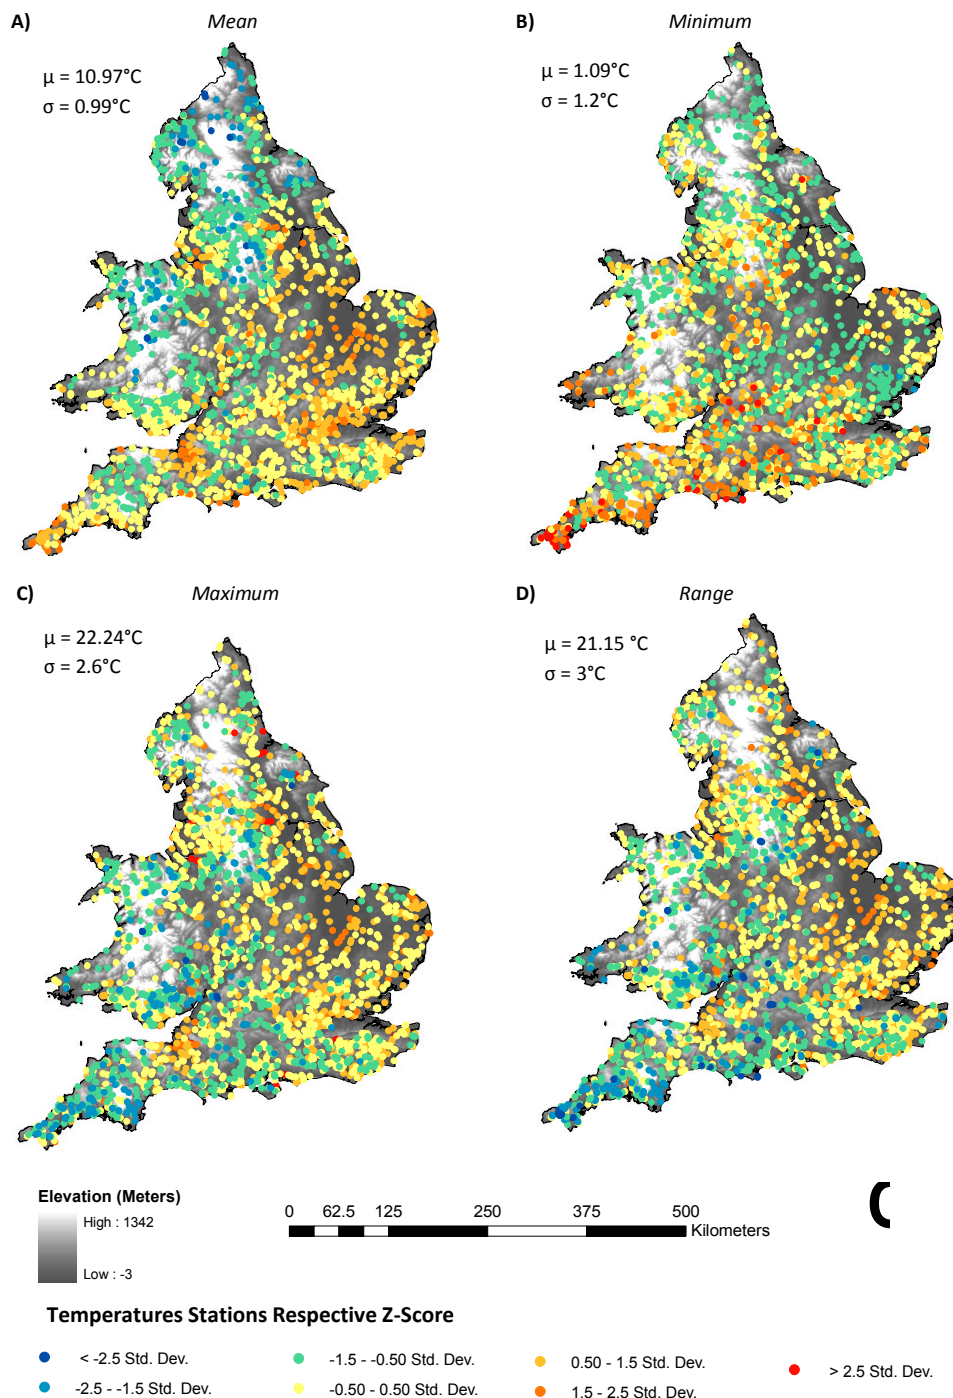 A) Mean
μ = 10.97°C
σ = 0.99°C
B) Minimum
μ = 1.09°C
σ = 1.2°C
C) Maximum
μ = 22.24°C
σ = 2.6°C
D) Range
μ = 21.15 °C
σ = 3°C
Elevation (Meters)
High : 1342
Low : -3
0 62.5 125 250 375 500
Kilometers
Temperatures Stations Respective Z-Score
< -2.5 Std. Dev.
-2.5 - -1.5 Std. Dev.
-1.5 - -0.50 Std. Dev.
-0.50 - 0.50 Std. Dev.
0.50 - 1.5 Std. Dev.
1.5 - 2.5 Std. Dev.
> 2.5 Std. Dev.